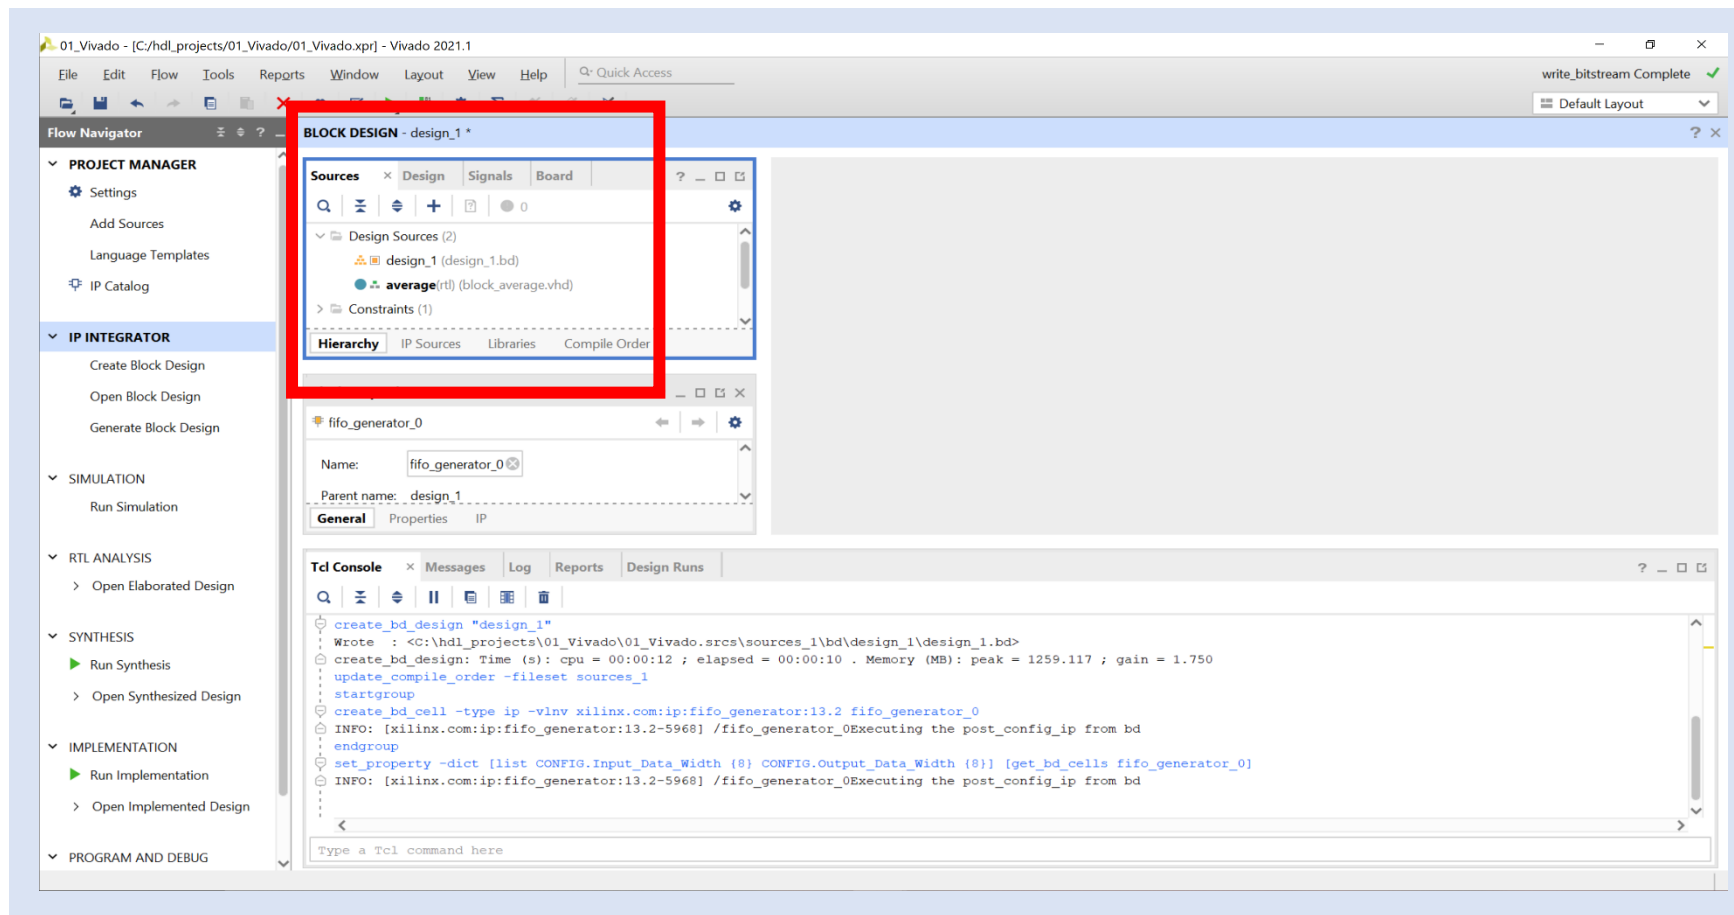 01_Vivado - [C:/hdl_projects/01_Vivado/01_Vivado.xpr] - Vivado 2021.1
File Edit Flow Tools Reports Window Layout View Help Quick Access
write_bitstream Complete
Default Layout
Flow Navigator ? _
BLOCK DESIGN - design_1 * ? ×
PROJECT MANAGER
Settings
Add Sources
Language Templates
IP Catalog
IP INTEGRATOR
Create Block Design
Open Block Design
Generate Block Design
SIMULATION
Run Simulation
RTL ANALYSIS
Open Elaborated Design
SYNTHESIS
Run Synthesis
Open Synthesized Design
IMPLEMENTATION
Run Implementation
Open Implemented Design
PROGRAM AND DEBUG
Sources × Design Signals Board ?
0
Design Sources (2)
design_1 (design_1.bd)
average(rtl) (block_average.vhd)
Constraints (1)
Hierarchy IP Sources Libraries Compile Order
fifo_generator_0
Name: fifo_generator_0
Parent name: design_1
General Properties IP
Tcl Console × Messages Log Reports Design Runs ?
create_bd_design "design_1"
Wrote : <C:\hdl_projects\01_Vivado\01_Vivado.srcs\sources_1\bd\design_1\design_1.bd>
create_bd_design: Time (s): cpu = 00:00:12 ; elapsed = 00:00:10 . Memory (MB): peak = 1259.117 ; gain = 1.750
update_compile_order -fileset sources_1
startgroup
create_bd_cell -type ip -vlnv xilinx.com:ip:fifo_generator:13.2 fifo_generator_0
INFO: [xilinx.com:ip:fifo_generator:13.2-5968] /fifo_generator_0Executing the post_config_ip from bd
endgroup
set_property -dict [list CONFIG.Input_Data_Width {8} CONFIG.Output_Data_Width {8}] [get_bd_cells fifo_generator_0]
INFO: [xilinx.com:ip:fifo_generator:13.2-5968] /fifo_generator_0Executing the post_config_ip from bd
Type a Tcl command here